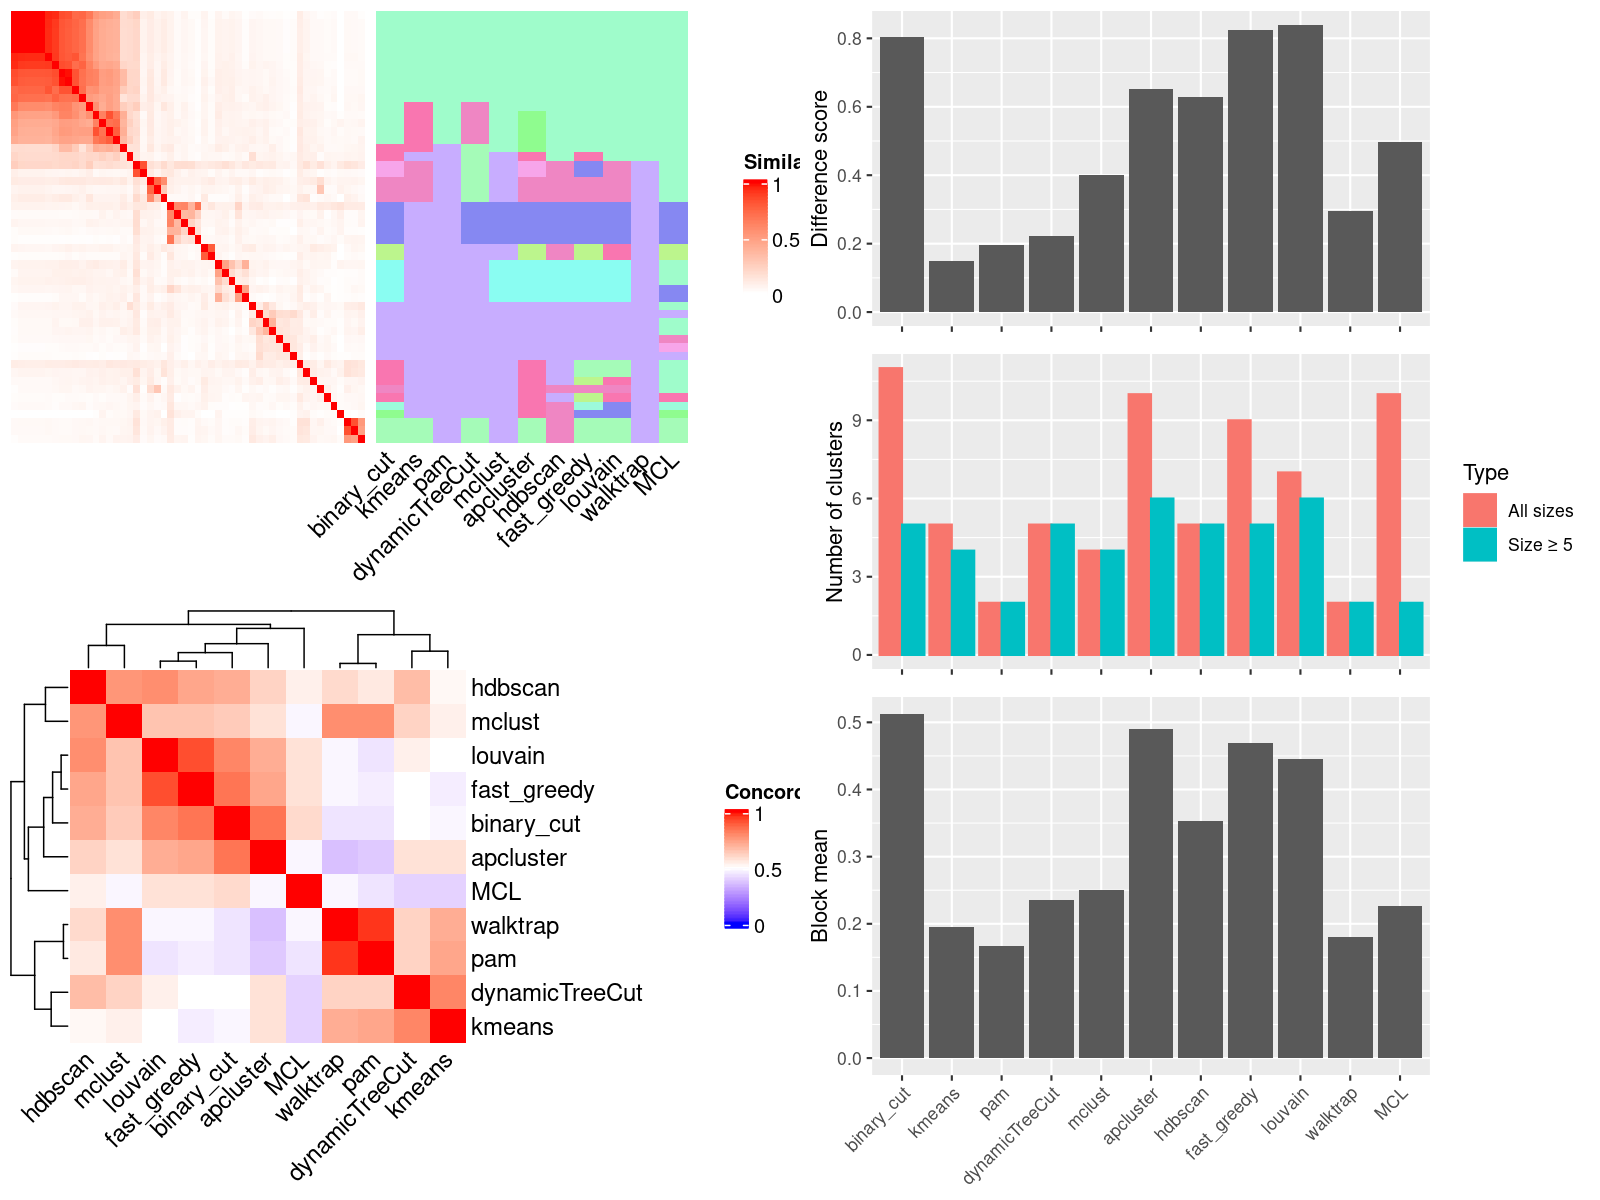 Simila
1
0.5
0
binary_cut
kmeans
pam
dynamicTreeCut
mclust
apcluster
hdbscan
fast_greedy
louvain
walktrap
MCL
hdbscan
mclust
louvain
fast_greedy
binary_cut
apcluster
MCL
walktrap
pam
dynamicTreeCut
kmeans
hdbscan
mclust
louvain
fast_greedy
binary_cut
apcluster
MCL
walktrap
pam
dynamicTreeCut
kmeans
Concord
1
0.5
0
Difference score
0.8
0.6
0.4
0.2
0.0
Number of clusters
9
6
3
0
Type
All sizes
Size ≥ 5
Block mean
0.5
0.4
0.3
0.2
0.1
0.0
binary_cut
kmeans
pam
dynamicTreeCut
mclust
apcluster
hdbscan
fast_greedy
louvain
walktrap
MCL